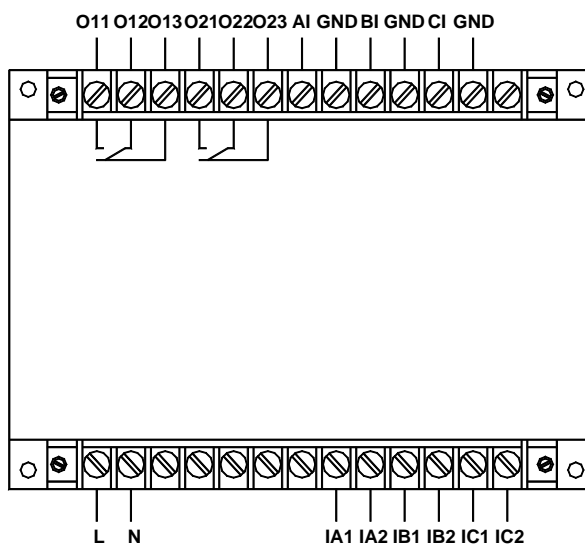 O11 O12 O13 O21 O22 O23 AI GND BI GND CI GND
L N IA1 IA2 IB1 IB2 IC1 IC2